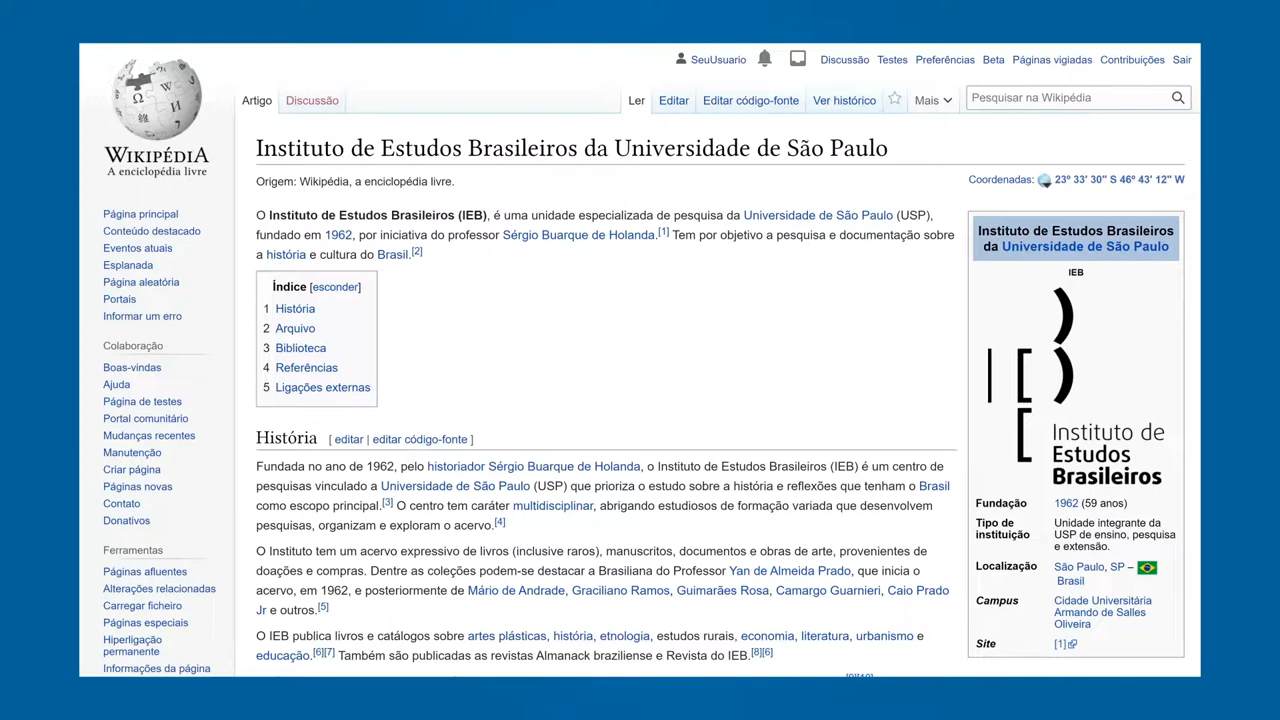 SeuUsuario Discussão Testes Preferências Beta Páginas vigiadas Contribuições Sair
Artigo Discussão Ler Editar Editar código-fonte Ver histórico Mais Pesquisar na Wikipédia
WIKIPÉDIA
A enciclopédia livre
Página principal
Conteúdo destacado
Eventos atuais
Esplanada
Página aleatória
Portais
Informar um erro
Colaboração
Boas-vindas
Ajuda
Página de testes
Portal comunitário
Mudanças recentes
Manutenção
Criar página
Páginas novas
Contato
Donativos
Ferramentas
Páginas afluentes
Alterações relacionadas
Carregar ficheiro
Páginas especiais
Hiperligação
permanente
Informações da página
Instituto de Estudos Brasileiros da Universidade de São Paulo
Origem: Wikipédia, a enciclopédia livre.
Coordenadas: 23º 33' 30" S 46º 43' 12" W
O Instituto de Estudos Brasileiros (IEB), é uma unidade especializada de pesquisa da Universidade de São Paulo (USP),
fundado em 1962, por iniciativa do professor Sérgio Buarque de Holanda.[1] Tem por objetivo a pesquisa e documentação sobre
a história e cultura do Brasil.[2]
Índice [esconder]
1 História
2 Arquivo
3 Biblioteca
4 Referências
5 Ligações externas
História [ editar | editar código-fonte ]
Fundada no ano de 1962, pelo historiador Sérgio Buarque de Holanda, o Instituto de Estudos Brasileiros (IEB) é um centro de
pesquisas vinculado a Universidade de São Paulo (USP) que prioriza o estudo sobre a história e reflexões que tenham o Brasil
como escopo principal.[3] O centro tem caráter multidisciplinar, abrigando estudiosos de formação variada que desenvolvem
pesquisas, organizam e exploram o acervo.[4]
O Instituto tem um acervo expressivo de livros (inclusive raros), manuscritos, documentos e obras de arte, provenientes de
doações e compras. Dentre as coleções podem-se destacar a Brasiliana do Professor Yan de Almeida Prado, que inicia o
acervo, em 1962, e posteriormente de Mário de Andrade, Graciliano Ramos, Guimarães Rosa, Camargo Guarnieri, Caio Prado
Jr e outros.[5]
O IEB publica livros e catálogos sobre artes plásticas, história, etnologia, estudos rurais, economia, literatura, urbanismo e
educação.[6][7] Também são publicadas as revistas Almanack braziliense e Revista do IEB.[8][6]
[9][10]
Instituto de Estudos Brasileiros
da Universidade de São Paulo
IEB
Instituto de
Estudos
Brasileiros
Fundação 1962 (59 anos)
Tipo de instituição Unidade integrante da
USP de ensino, pesquisa
e extensão.
Localização São Paulo, SP –
Brasil
Campus Cidade Universitária
Armando de Salles
Oliveira
Site [1]